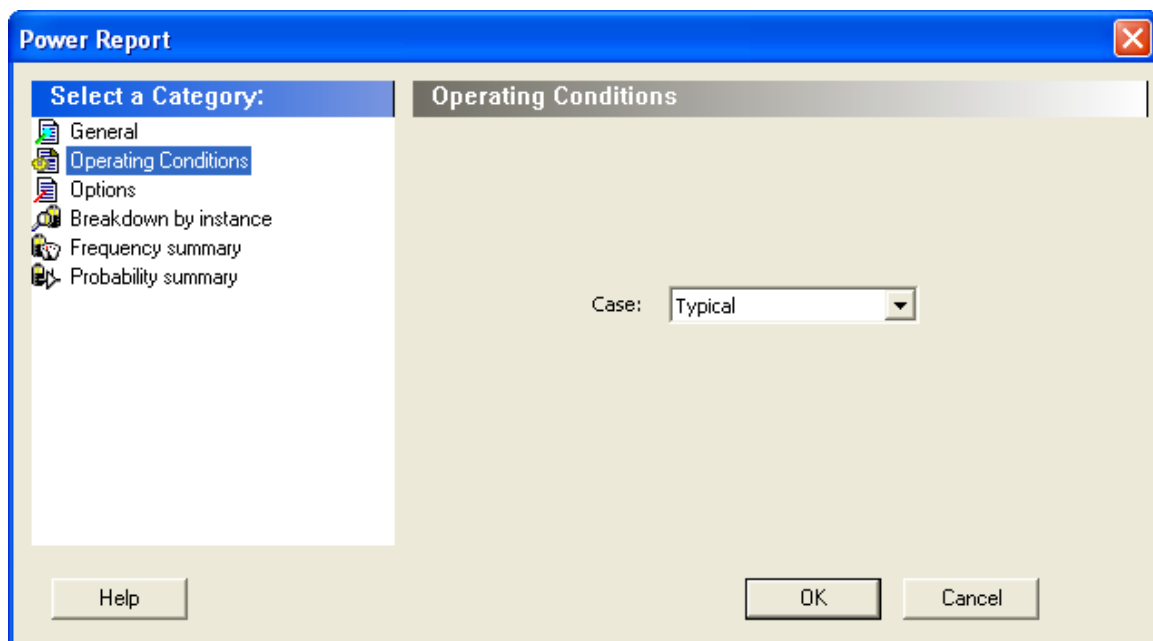 Power Report
Select a Category:
General
Operating Conditions
Options
Breakdown by instance
Frequency summary
Probability summary
Operating Conditions
Case: Typical
Help
OK
Cancel